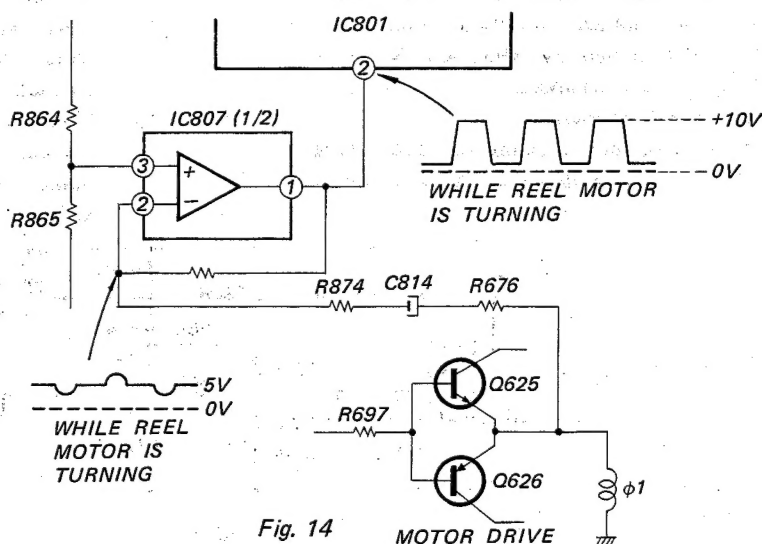 IC801
2
R864
IC807 (1/2)
3
+
1
2
−
R865
+10V
0V
WHILE REEL MOTOR
IS TURNING
R874
C814
R676
5V
0V
WHILE REEL
MOTOR IS
TURNING
R697
Q625
Q626
φ1
Fig. 14
MOTOR DRIVE